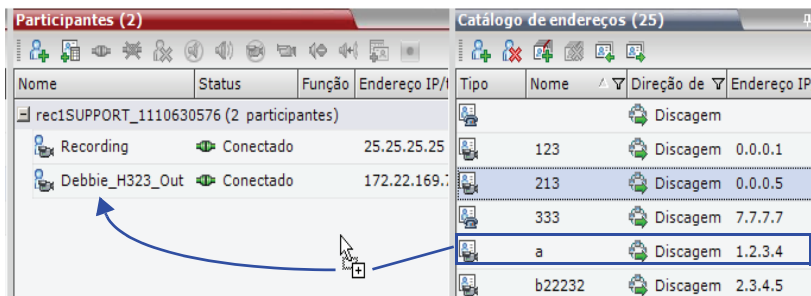 Participantes (2)
Nome Status Função Endereço IP/
rec1SUPPORT_1110630576 (2 participantes)
Recording Conectado 25.25.25.25
Debbie_H323_Out Conectado 172.22.169.
Catálogo de endereços (25)
Tipo Nome Direção de Endereço IP
Discagem
123 Discagem 0.0.0.1
213 Discagem 0.0.0.5
333 Discagem 7.7.7.7
a Discagem 1.2.3.4
b22232 Discagem 2.3.4.5